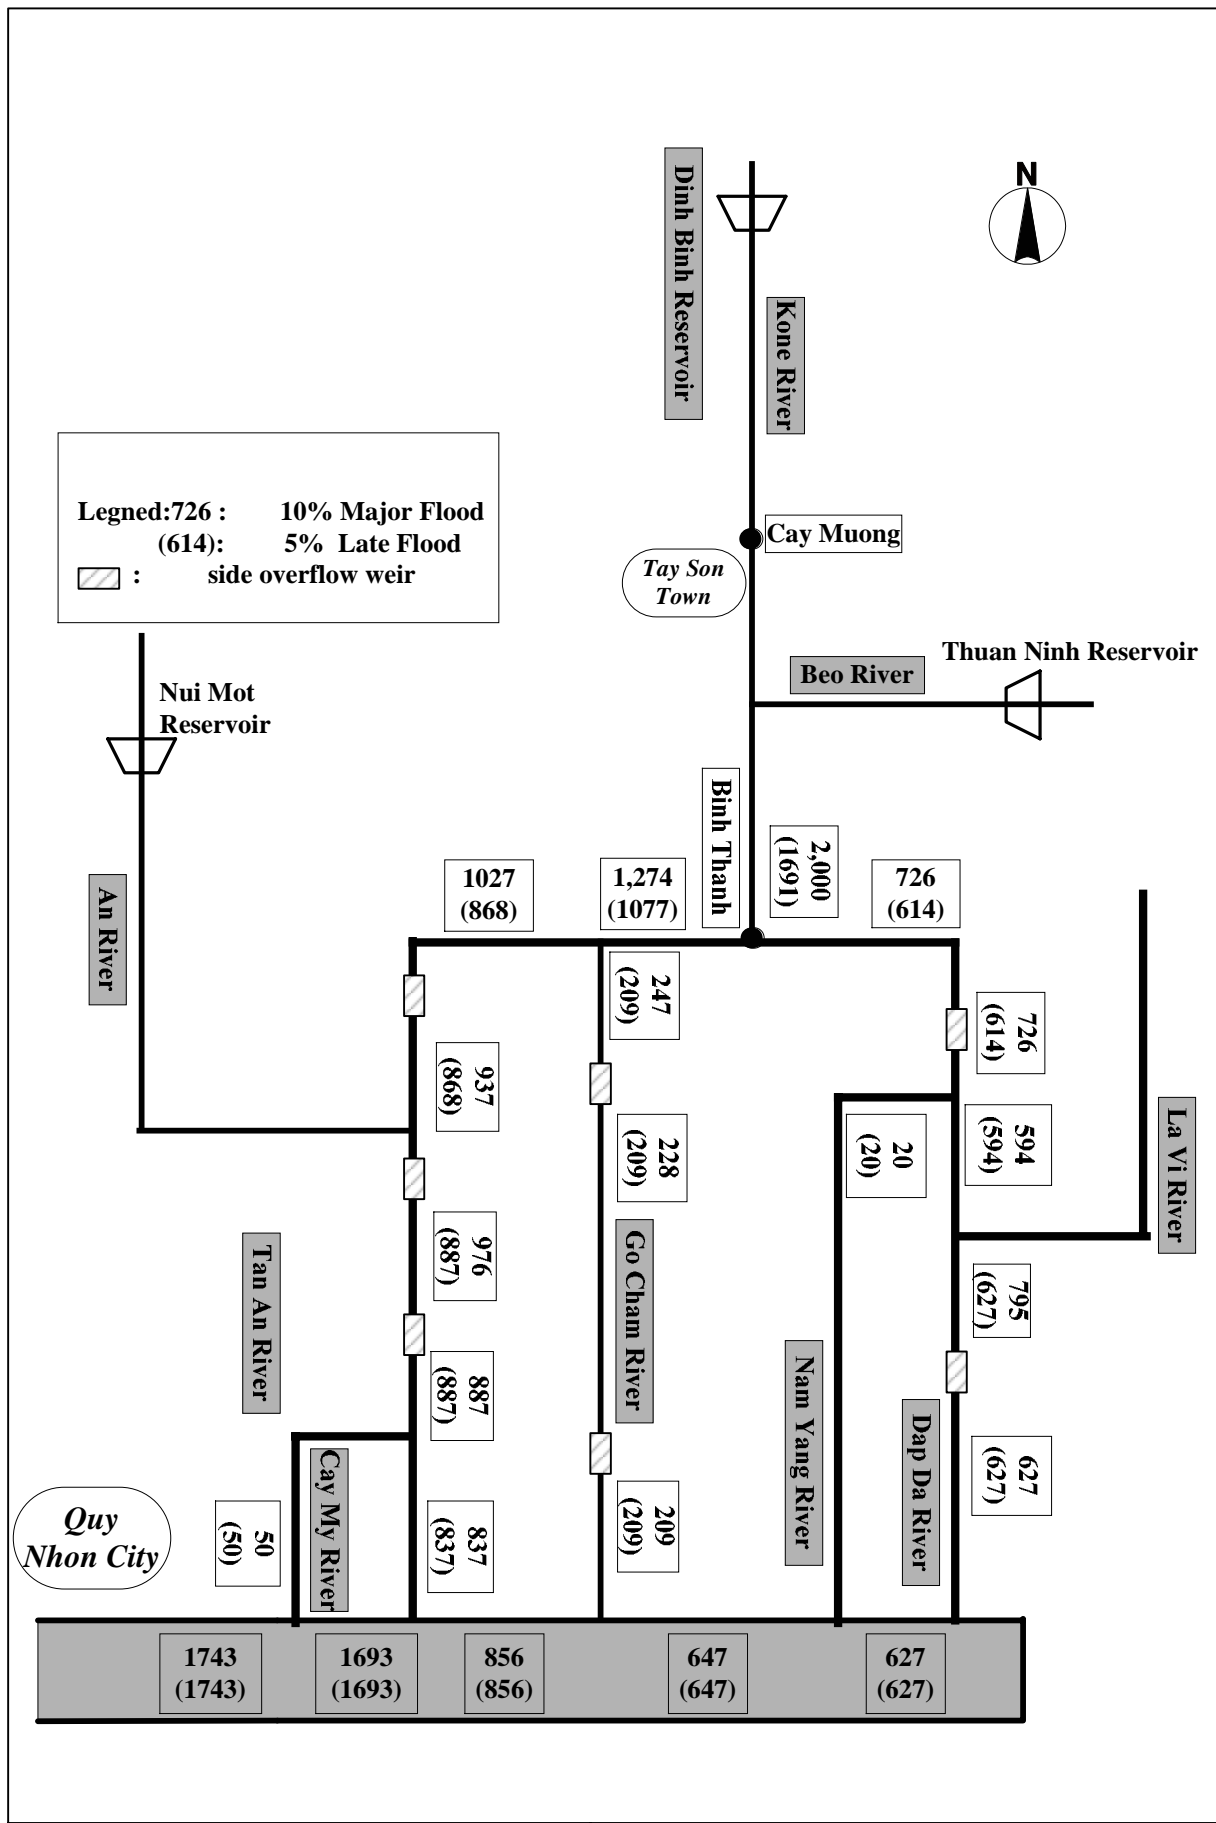 N
Dinh Binh Reservoir
Kone River
Legned:726 : 10% Major Flood
(614): 5% Late Flood
: side overflow weir
Cay Muong
Tay Son
Town
Thuan Ninh Reservoir
Beo River
Nui Mot
Reservoir
Binh Thanh
2,000
(1691)
1027
(868)
1,274
(1077)
726
(614)
An River
247
(209)
726
(614)
937
(868)
228
(209)
20
(20)
594
(594)
La Vi River
Tan An River
976
(887)
Go Cham River
795
(627)
887
(887)
Nam Yang River
Dap Da River
627
(627)
Cay My River
Quy
Nhon City
50
(50)
837
(837)
209
(209)
1743
(1743)
1693
(1693)
856
(856)
647
(647)
627
(627)